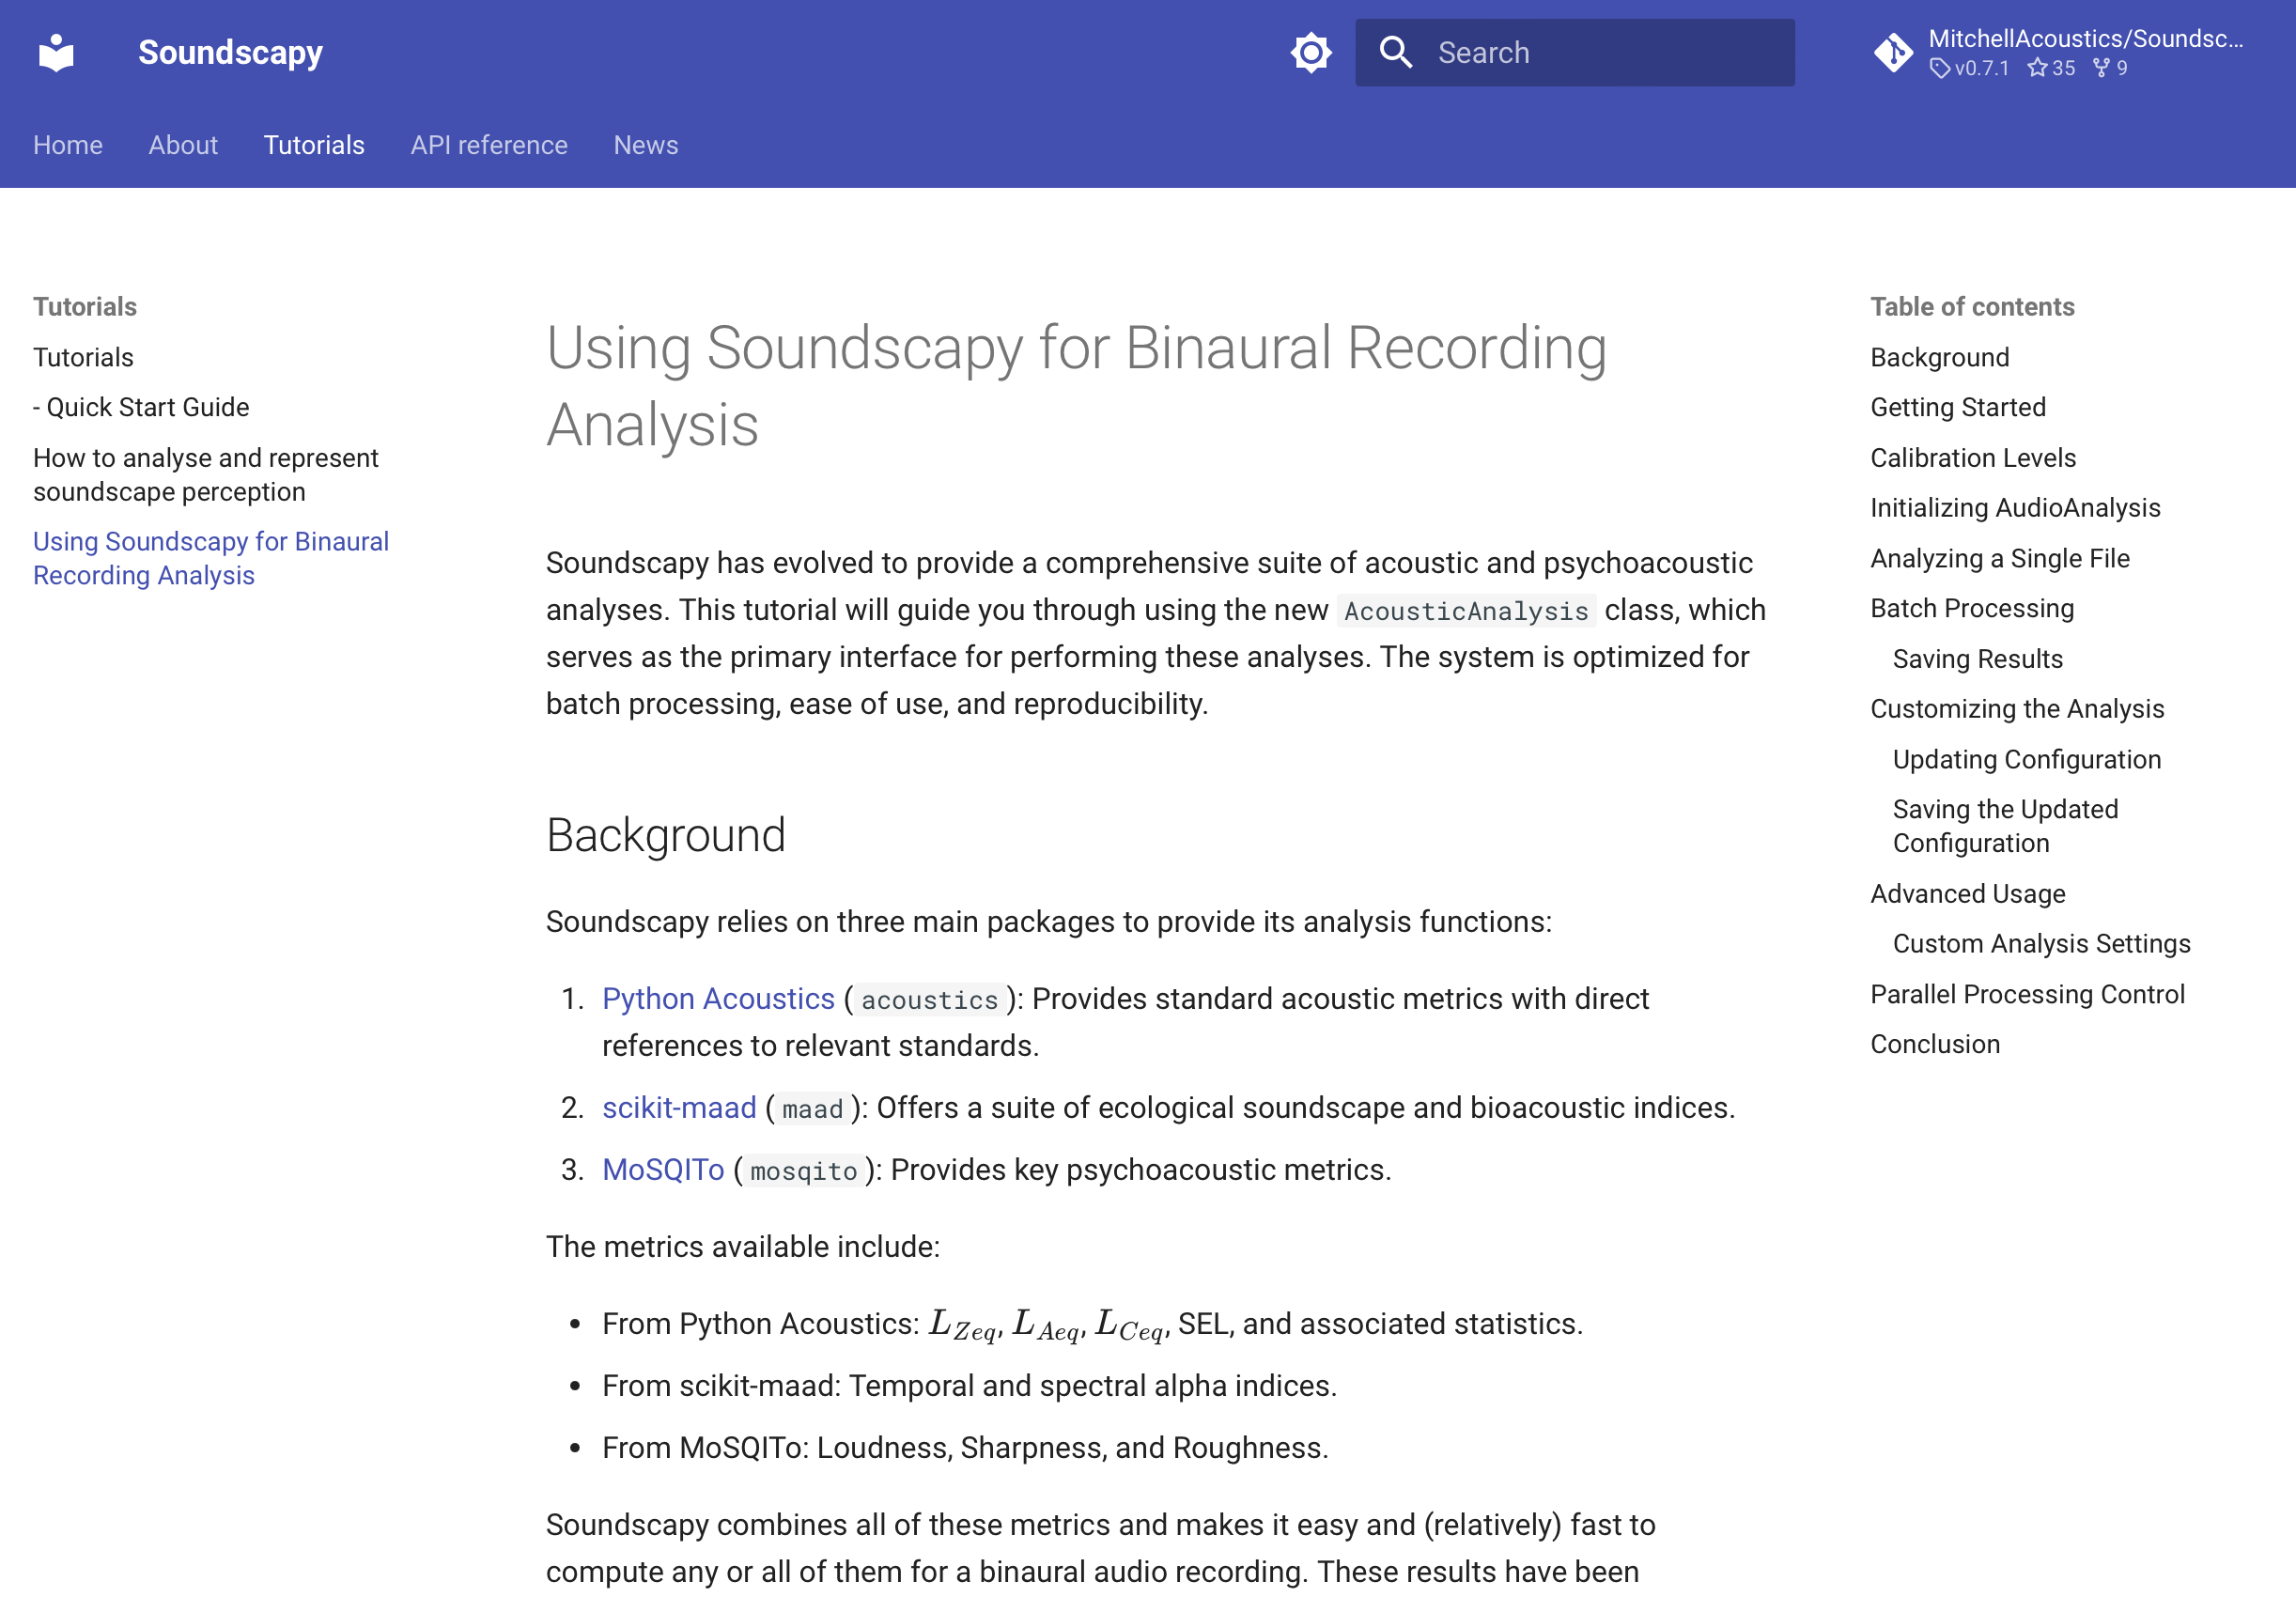 Soundscapy
Search
MitchellAcoustics/Soundsc...
v0.7.1 35 9
Home About Tutorials API reference News
Tutorials
Tutorials
- Quick Start Guide
How to analyse and represent
soundscape perception
Using Soundscapy for Binaural
Recording Analysis
Using Soundscapy for Binaural Recording
Analysis
Soundscapy has evolved to provide a comprehensive suite of acoustic and psychoacoustic
analyses. This tutorial will guide you through using the new AcousticAnalysis class, which
serves as the primary interface for performing these analyses. The system is optimized for
batch processing, ease of use, and reproducibility.
Background
Soundscapy relies on three main packages to provide its analysis functions:
1. Python Acoustics (acoustics): Provides standard acoustic metrics with direct
references to relevant standards.
2. scikit-maad (maad): Offers a suite of ecological soundscape and bioacoustic indices.
3. MoSQITo (mosqito): Provides key psychoacoustic metrics.
The metrics available include:
• From Python Acoustics: L_Zeq, L_Aeq, L_Ceq, SEL, and associated statistics.
• From scikit-maad: Temporal and spectral alpha indices.
• From MoSQITo: Loudness, Sharpness, and Roughness.
Soundscapy combines all of these metrics and makes it easy and (relatively) fast to
compute any or all of them for a binaural audio recording. These results have been
Table of contents
Background
Getting Started
Calibration Levels
Initializing AudioAnalysis
Analyzing a Single File
Batch Processing
Saving Results
Customizing the Analysis
Updating Configuration
Saving the Updated
Configuration
Advanced Usage
Custom Analysis Settings
Parallel Processing Control
Conclusion